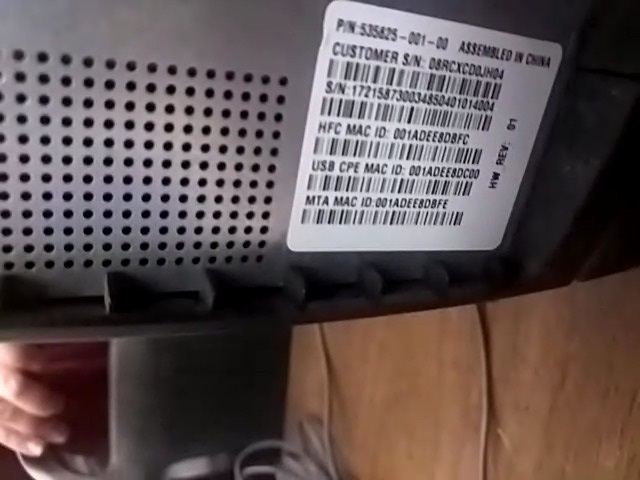 P/N:535825-001-00 ASSEMBLED IN CHINA
CUSTOMER S/N: 08RCXCD0JH04
S/N:172158730034850401014004
HFC MAC ID: 001ADEE8DBFC
USB CPE MAC ID: 001ADEE8DC00
MTA MAC ID:001ADEE8DBFE
HW REV: 01